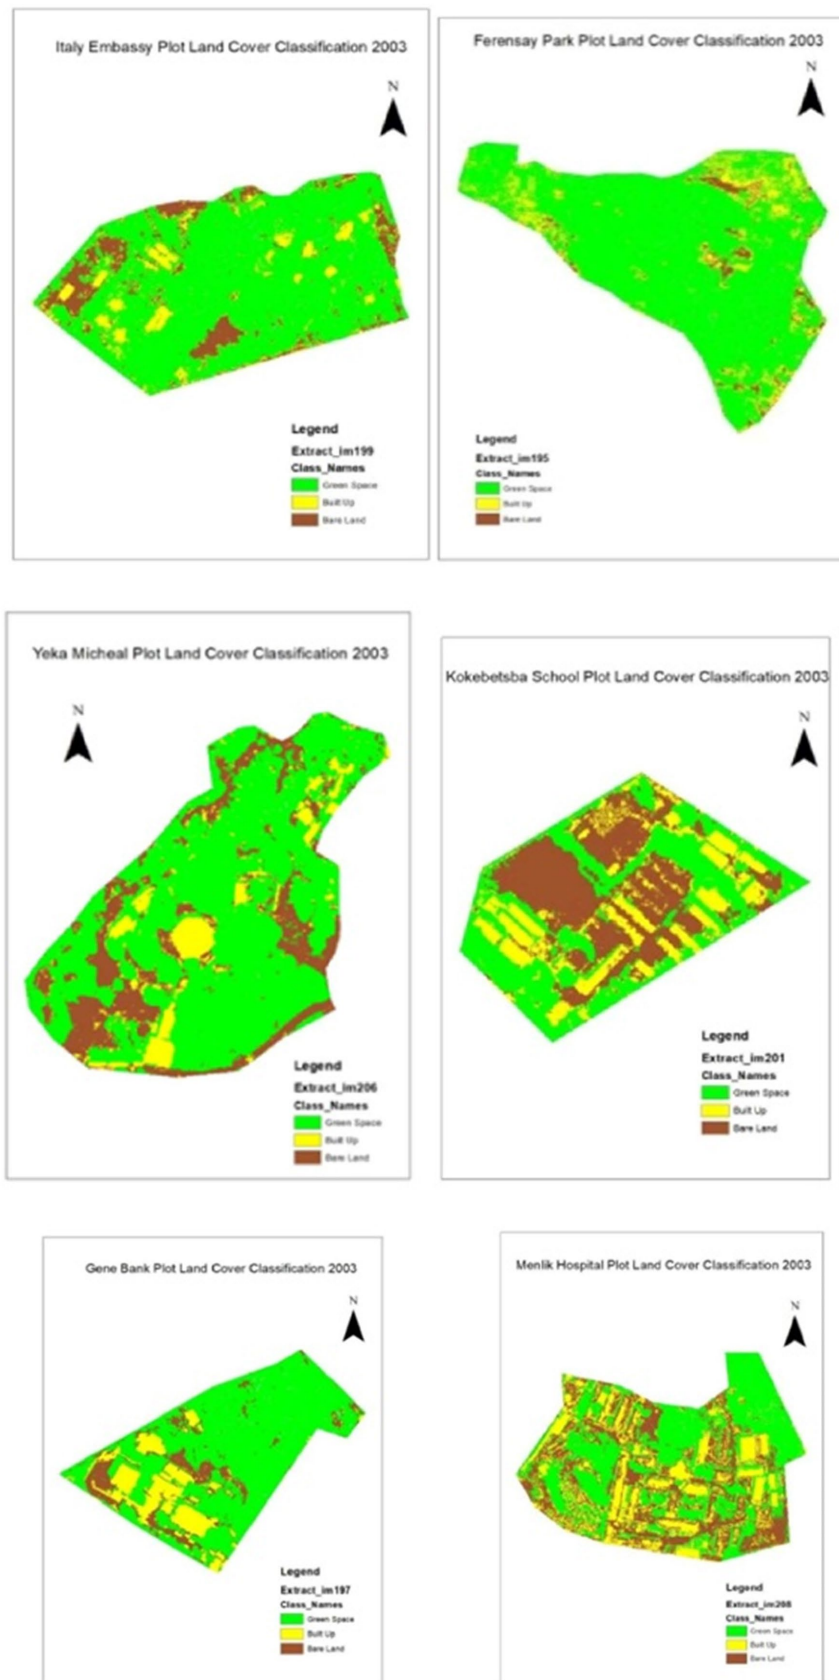 Italy Embassy Plot Land Cover Classification 2003
N
Legend
Extract_im199
Class_Names
Green Space
Built Up
Bare Land
Ferensay Park Plot Land Cover Classification 2003
N
Legend
Extract_im195
Class_Names
Green Space
Built Up
Bare Land
Yeka Micheal Plot Land Cover Classification 2003
N
Legend
Extract_im206
Class_Names
Green Space
Built Up
Bare Land
Kokebetsba School Plot Land Cover Classification 2003
N
Legend
Extract_im201
Class_Names
Green Space
Built Up
Bare Land
Gene Bank Plot Land Cover Classification 2003
N
Legend
Extract_im197
Class_Names
Green Space
Built Up
Bare Land
Menlik Hospital Plot Land Cover Classification 2003
N
Legend
Extract_im208
Class_Names
Green Space
Built Up
Bare Land